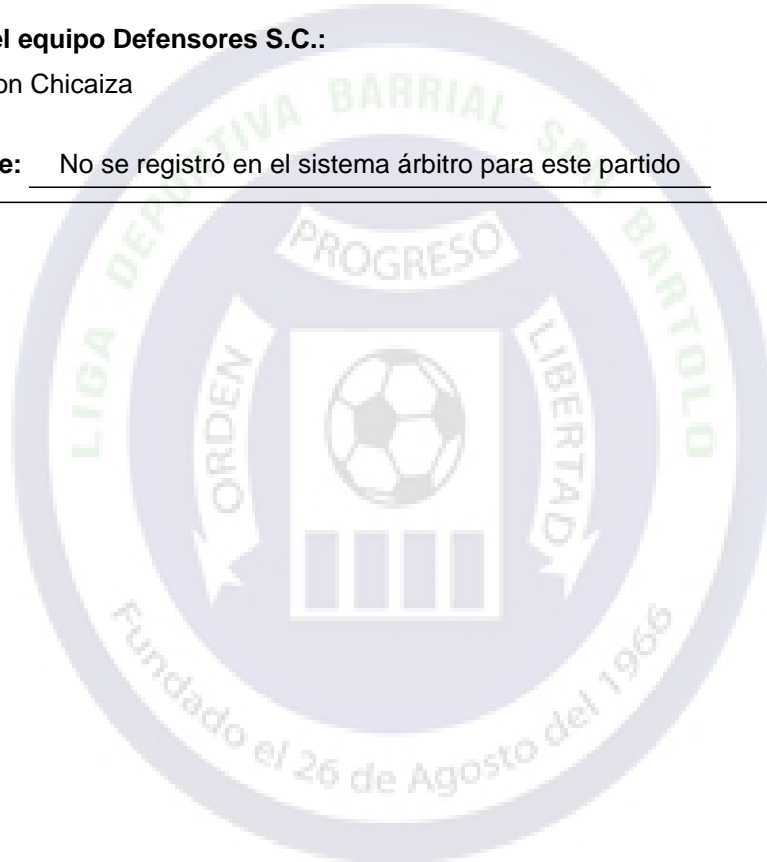 el equipo Defensores S.C.:
on Chicaiza
e: No se registró en el sistema árbitro para este partido
LIGA DEPORTIVA BARRIAL SAN BARTOLO
PROGRESO
ORDEN
LIBERTAD
Fundado el 26 de Agosto del 1966